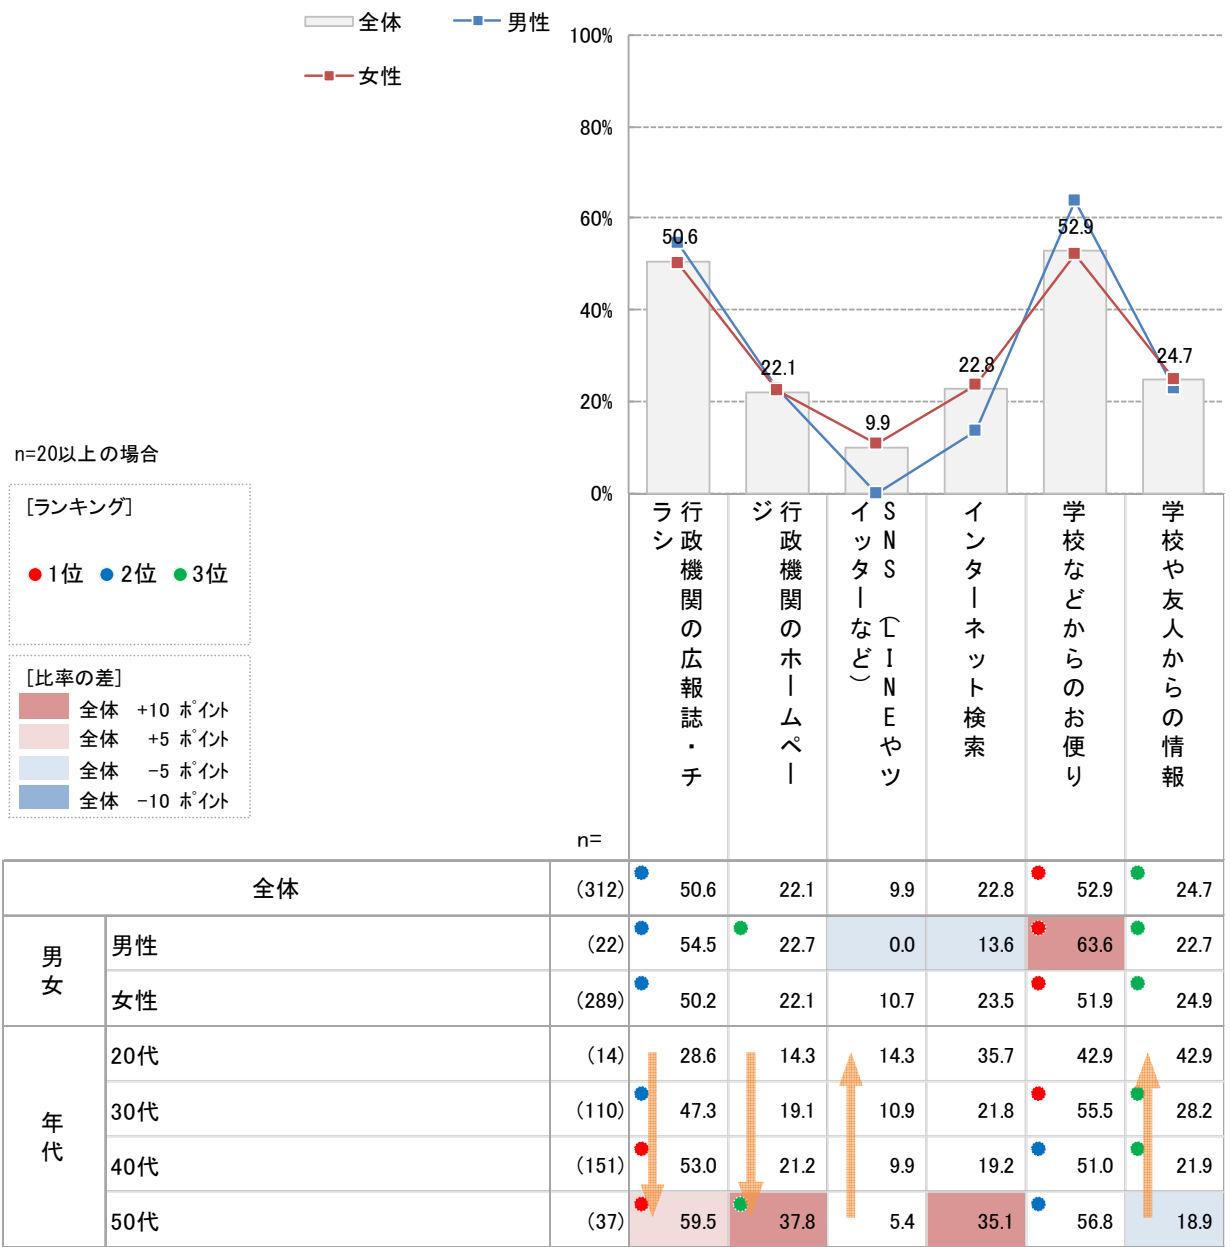 全体 男性
女性
100%
80%
60%
40%
20%
0%
50.6
22.1
9.9
22.8
52.9
24.7
n=20以上の場合
[ランキング]
1位 2位 3位
[比率の差]
全体 +10 ﾎﾟｲﾝﾄ
全体 +5 ﾎﾟｲﾝﾄ
全体 -5 ﾎﾟｲﾝﾄ
全体 -10 ﾎﾟｲﾝﾄ
行政機関の広報誌・チ
ラシ
行政機関のホームペー
ジ
SNS（LINEやツ
イッターなど）
インターネット検索
学校などからのお便り
学校や友人からの情報
n=
全体 (312) 50.6 22.1 9.9 22.8 52.9 24.7
男女
男性 (22) 54.5 22.7 0.0 13.6 63.6 22.7
女性 (289) 50.2 22.1 10.7 23.5 51.9 24.9
年代
20代 (14) 28.6 14.3 14.3 35.7 42.9 42.9
30代 (110) 47.3 19.1 10.9 21.8 55.5 28.2
40代 (151) 53.0 21.2 9.9 19.2 51.0 21.9
50代 (37) 59.5 37.8 5.4 35.1 56.8 18.9